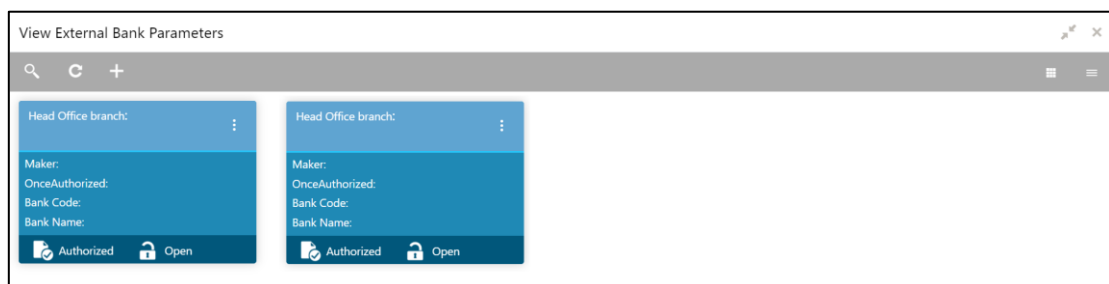 View External Bank Parameters
Head Office branch:
Maker:
OnceAuthorized:
Bank Code:
Bank Name:
Authorized Open
Head Office branch:
Maker:
OnceAuthorized:
Bank Code:
Bank Name:
Authorized Open